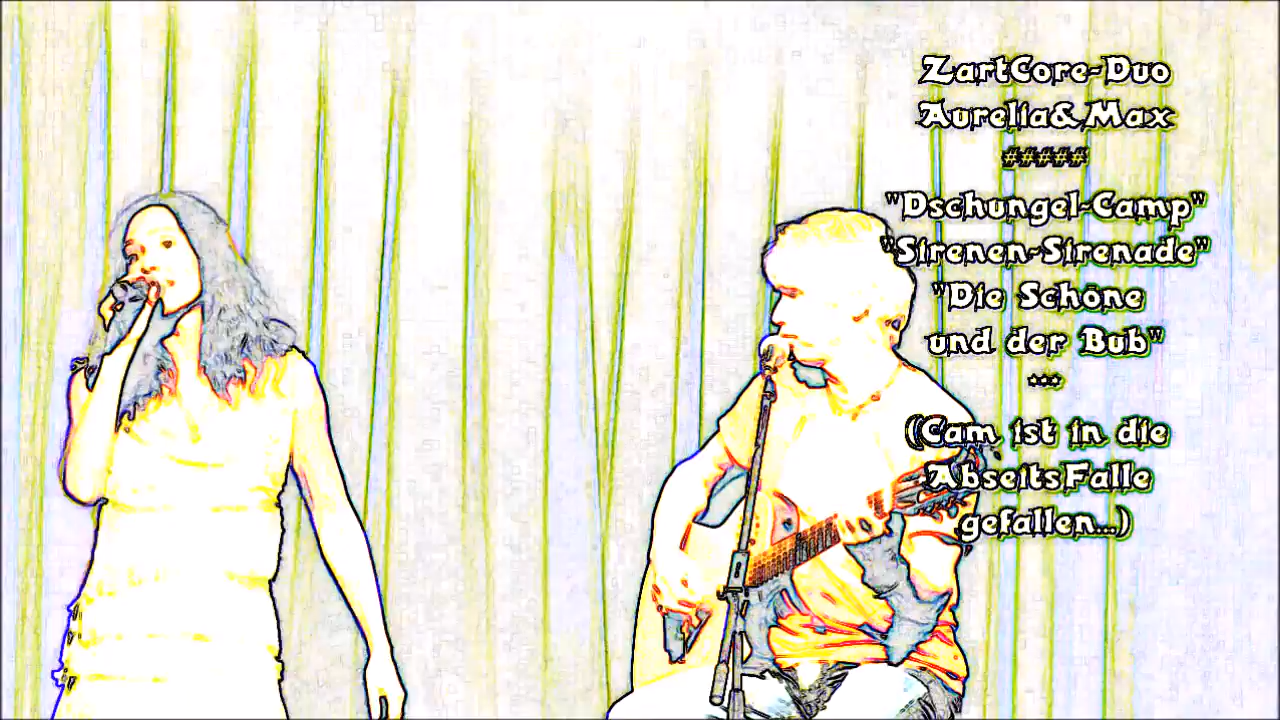 ZartCore-Duo
Aurelia&Max
#####
"Dschungel-Camp"
"Sirenen-Sirenade"
"Die Schöne
und der Bub"
***
(Cam ist in die
AbseitsFalle
gefallen...)